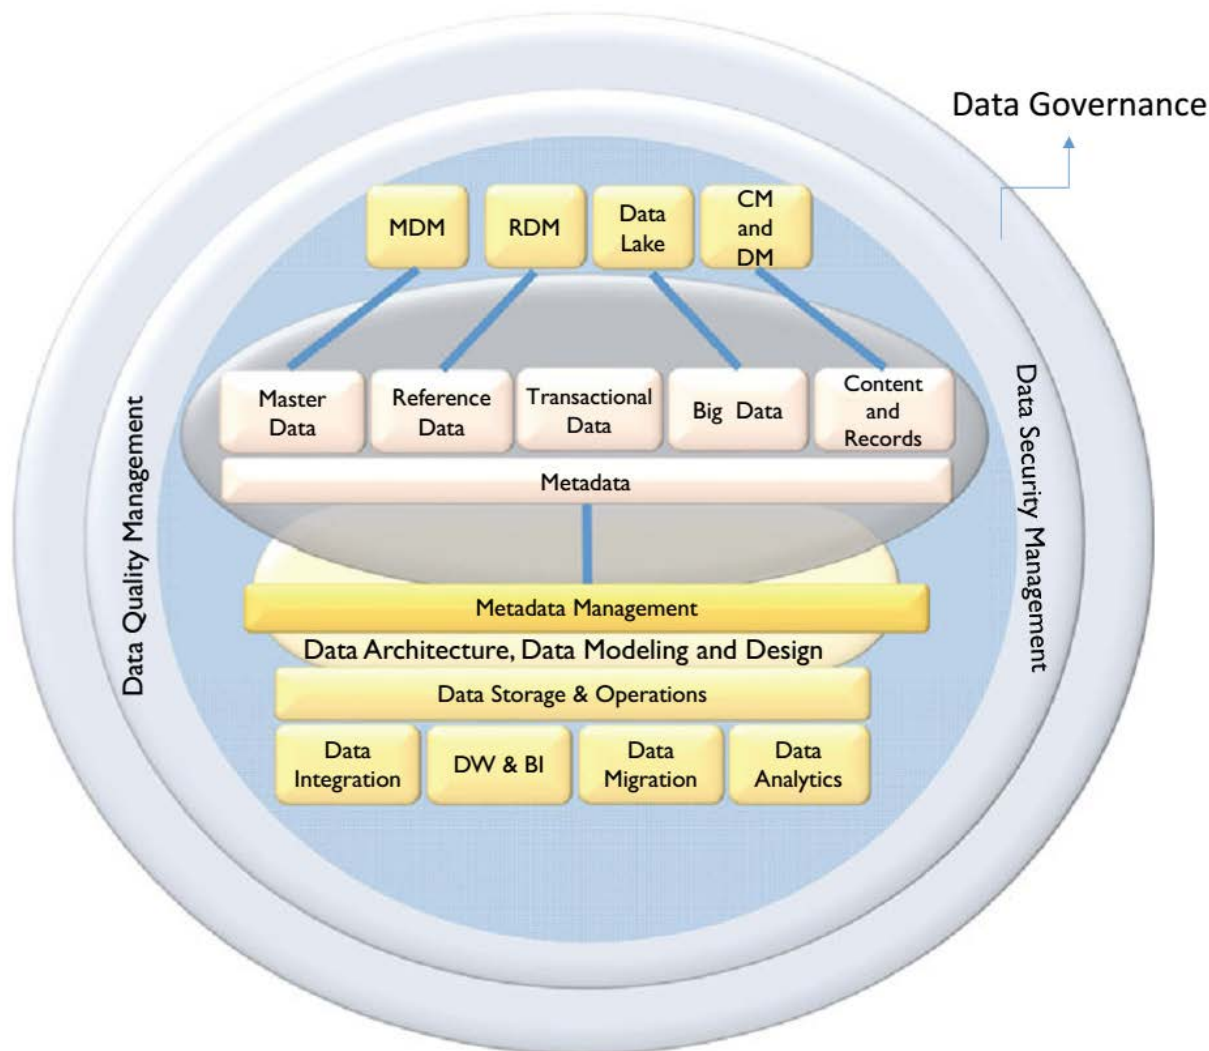 Data Governance
MDM
RDM
Data
Lake
CM
and
DM
Master
Data
Reference
Data
Transactional
Data
Big Data
Content
and
Records
Metadata
Data Quality Management
Data Security Management
Metadata Management
Data Architecture, Data Modeling and Design
Data Storage & Operations
Data
Integration
DW & BI
Data
Migration
Data
Analytics